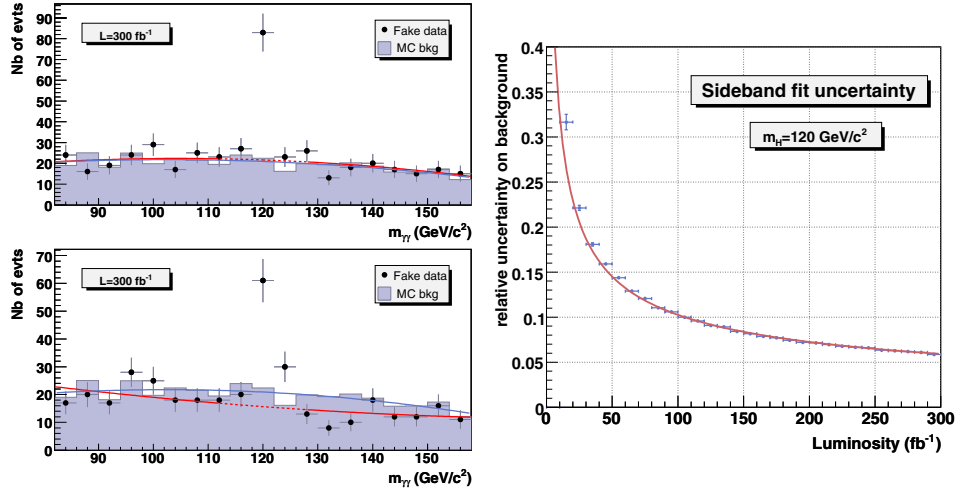 Nb of evts
90
80
70
60
50
40
30
20
10
0
L=300 fb⁻¹
Fake data
MC bkg
90 100 110 120 130 140 150
mγγ (GeV/c²)
Nb of evts
70
60
50
40
30
20
10
0
L=300 fb⁻¹
Fake data
MC bkg
90 100 110 120 130 140 150
mγγ (GeV/c²)
relative uncertainty on background
0.4
0.35
0.3
0.25
0.2
0.15
0.1
0.05
0
Sideband fit uncertainty
m_H=120 GeV/c²
0 50 100 150 200 250 300
Luminosity (fb⁻¹)